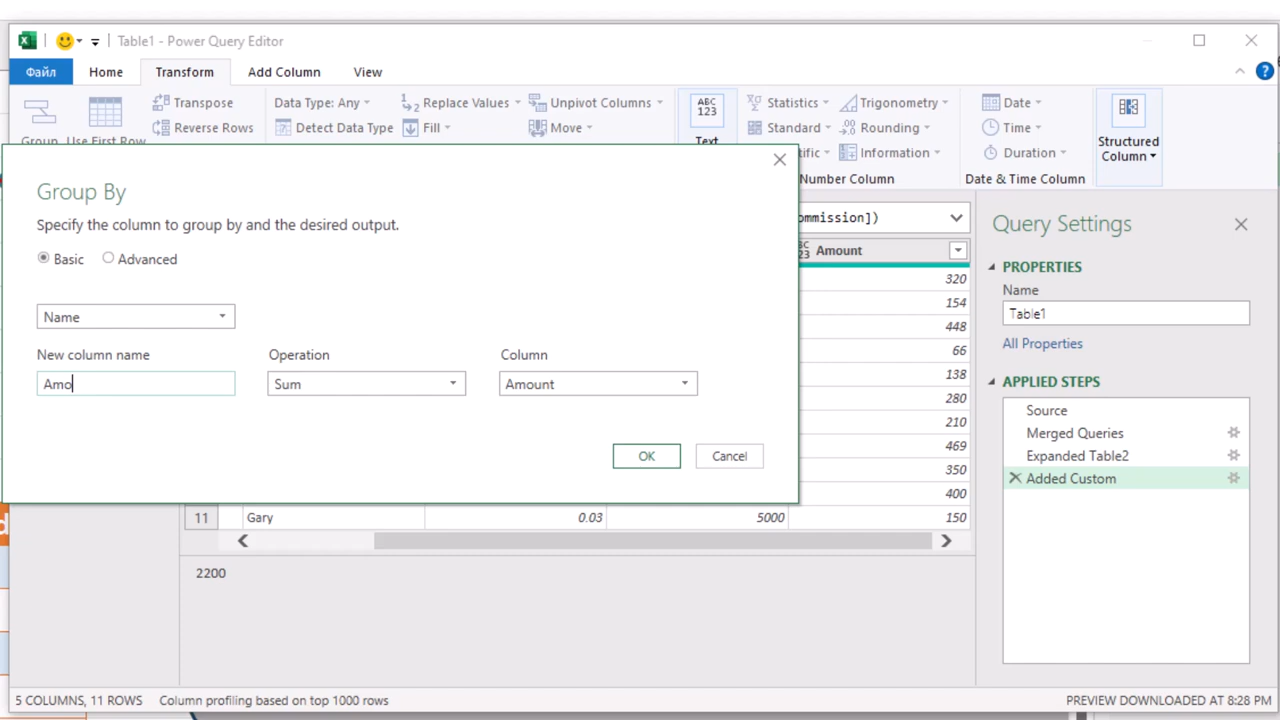 Table1 - Power Query Editor
Файл Home Transform Add Column View
Transpose Data Type: Any Replace Values Unpivot Columns ABC 123 Statistics Trigonometry Date
Reverse Rows Detect Data Type Fill Move Standard Rounding Time Structured Column
Group Use First Row Text Information Duration
Number Column Date & Time Column
Group By
Specify the column to group by and the desired output.
Basic Advanced
Name
New column name Operation Column
Amo Sum Amount
OK Cancel
ommission])
Amount
320
154
448
66
138
280
210
469
350
400
11 Gary 0.03 5000 150
2200
Query Settings
PROPERTIES
Name
Table1
All Properties
APPLIED STEPS
Source
Merged Queries
Expanded Table2
Added Custom
5 COLUMNS, 11 ROWS Column profiling based on top 1000 rows PREVIEW DOWNLOADED AT 8:28 PM